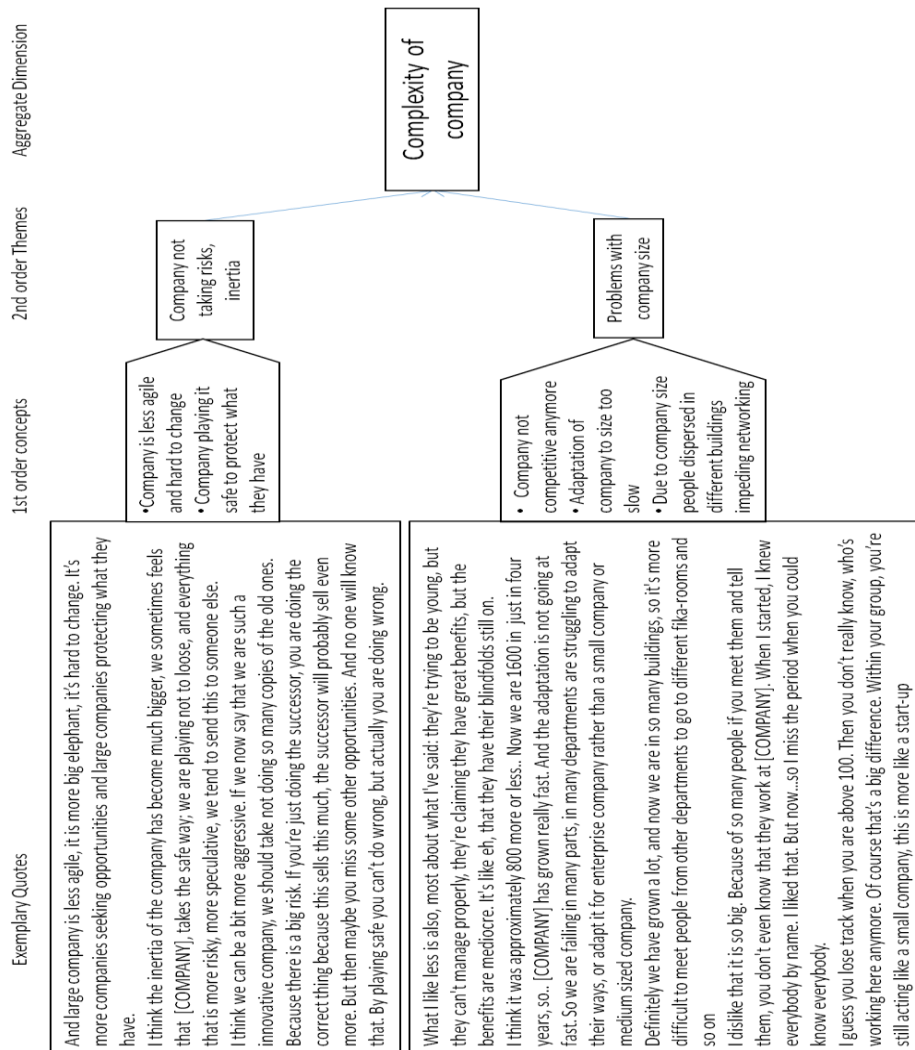 Exemplary Quotes
1st order concepts
2nd order Themes
Aggregate Dimension
And large company is less agile, it is more big elephant, it's hard to change. It's
more companies seeking opportunities and large companies protecting what they
have.
I think the inertia of the company has become much bigger, we sometimes feels
that [COMPANY], takes the safe way; we are playing not to loose, and everything
that is more risky, more speculative, we tend to send this to someone else.
I think we can be a bit more aggressive. If we now say that we are such a
innovative company, we should take not doing so many copies of the old ones.
Because there is a big risk. If you're just doing the successor, you are doing the
correct thing because this sells this much, the successor will probably sell even
more. But then maybe you miss some other opportunities. And no one will know
that. By playing safe you can't do wrong, but actually you are doing wrong.
•Company is less agile
and hard to change
• Company playing it
safe to protect what
they have
Company not
taking risks,
inertia
What I like less is also, most about what I've said: they're trying to be young, but
they can't manage properly, they're claiming they have great benefits, but the
benefits are mediocre. It's like eh, that they have their blindfolds still on.
I think it was approximately 800 more or less.. Now we are 1600 in just in four
years, so.. [COMPANY] has grown really fast. And the adaptation is not going at
fast. So we are failing in many parts, in many departments are struggling to adapt
their ways, or adapt it for enterprise company rather than a small company or
medium sized company.
Definitely we have grown a lot, and now we are in so many buildings, so it's more
difficult to meet people from other departments to go to different fika-rooms and
so on
I dislike that it is so big. Because of so many people if you meet them and tell
them, you don't even know that they work at [COMPANY]. When I started, I knew
everybody by name. I liked that. But now...so I miss the period when you could
know everybody.
I guess you lose track when you are above 100. Then you don't really know, who's
working here anymore. Of course that's a big difference. Within your group, you're
still acting like a small company, this is more like a start-up
• Company not
competitive anymore
• Adaptation of
company to size too
slow
• Due to company size
people dispersed in
different buildings
impeding networking
Problems with
company size
Complexity of
company